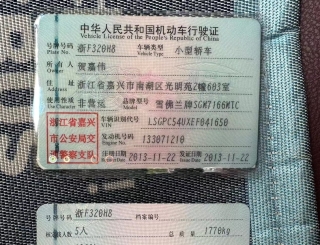 中华人民共和国机动车行驶证
Vehicle License of the People's Republic of China
号牌号码 浙F320H8 车辆类型 小型轿车
Plate No. Vehicle Type
所有人 贺嘉伟
Owner
住址 浙江省嘉兴市南湖区光明苑2幢603室
Address
使用性质 非营运 品牌型号 雪佛兰牌SGM7166MTC
Use Character Model
浙江省嘉兴 车辆识别代号 LSGPC54UXEF041650
VIN
市公安局交 发动机号码 133071210
Engine No.
通警察支队 注册日期 2013-11-22 发证日期 2013-11-22
Register Date Issue Date
号牌号码 浙F320H8 档案编号
核定载人数 5人 总质量 1770kg